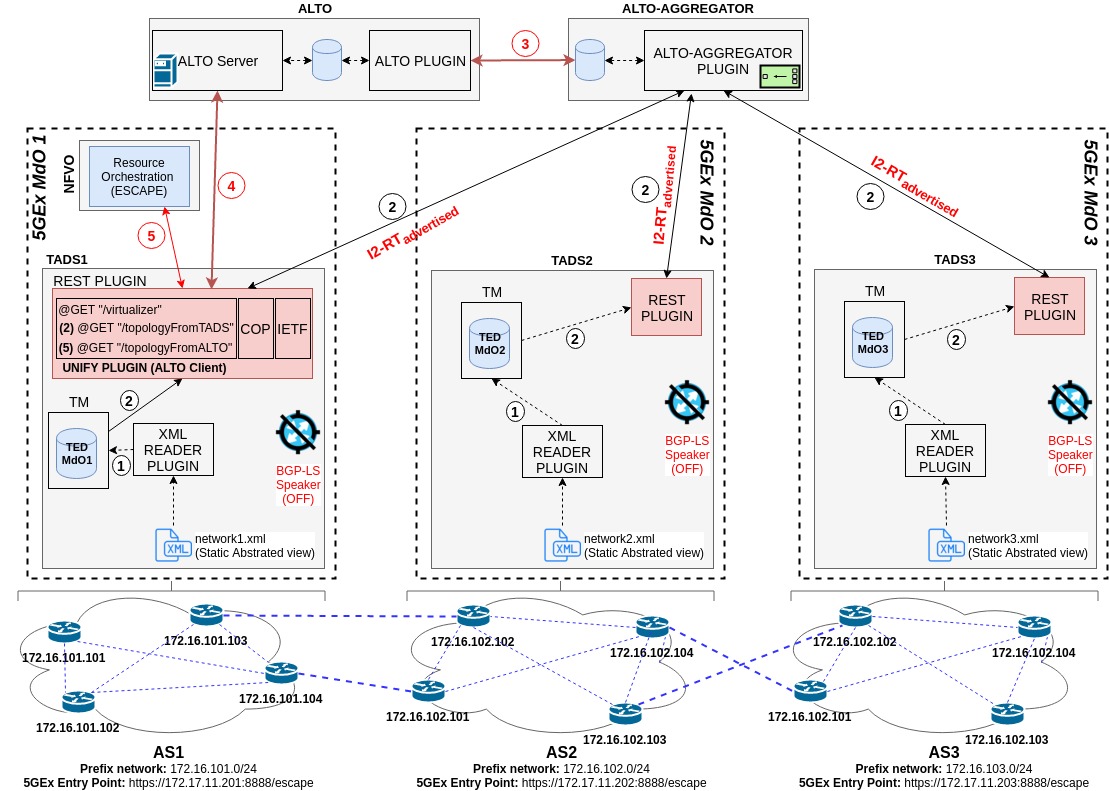 ALTO
ALTO-AGGREGATOR
ALTO Server
ALTO PLUGIN
3
ALTO-AGGREGATOR
PLUGIN
5GEx MdO 1
NFVO
Resource
Orchestration
(ESCAPE)
4
5
2
I2-RTadvertised
TADS1
REST PLUGIN
@GET "/virtualizer"
(2) @GET "/topologyFromTADS"
(5) @GET "/topologyFromALTO"
COP
IETF
UNIFY PLUGIN (ALTO Client)
TM
2
TED
MdO1
1
XML
READER
PLUGIN
BGP-LS
Speaker
(OFF)
XML
network1.xml
(Static Abstrated view)
5GEx MdO 2
2
I2-RTadvertised
TADS2
TM
TED
MdO2
2
REST
PLUGIN
1
XML
READER
PLUGIN
BGP-LS
Speaker
(OFF)
XML
network2.xml
(Static Abstrated view)
5GEx MdO 3
I2-RTadvertised
2
TADS3
TM
TED
MdO3
2
REST
PLUGIN
1
XML
READER
PLUGIN
BGP-LS
Speaker
(OFF)
XML
network3.xml
(Static Abstrated view)
172.16.101.103
172.16.101.101
172.16.101.104
172.16.101.102
AS1
Prefix network: 172.16.101.0/24
5GEx Entry Point: https://172.17.11.201:8888/escape
172.16.102.102
172.16.102.104
172.16.102.101
172.16.102.103
AS2
Prefix network: 172.16.102.0/24
5GEx Entry Point: https://172.17.11.202:8888/escape
172.16.102.102
172.16.102.104
172.16.102.101
172.16.102.103
AS3
Prefix network: 172.16.103.0/24
5GEx Entry Point: https://172.17.11.203:8888/escape